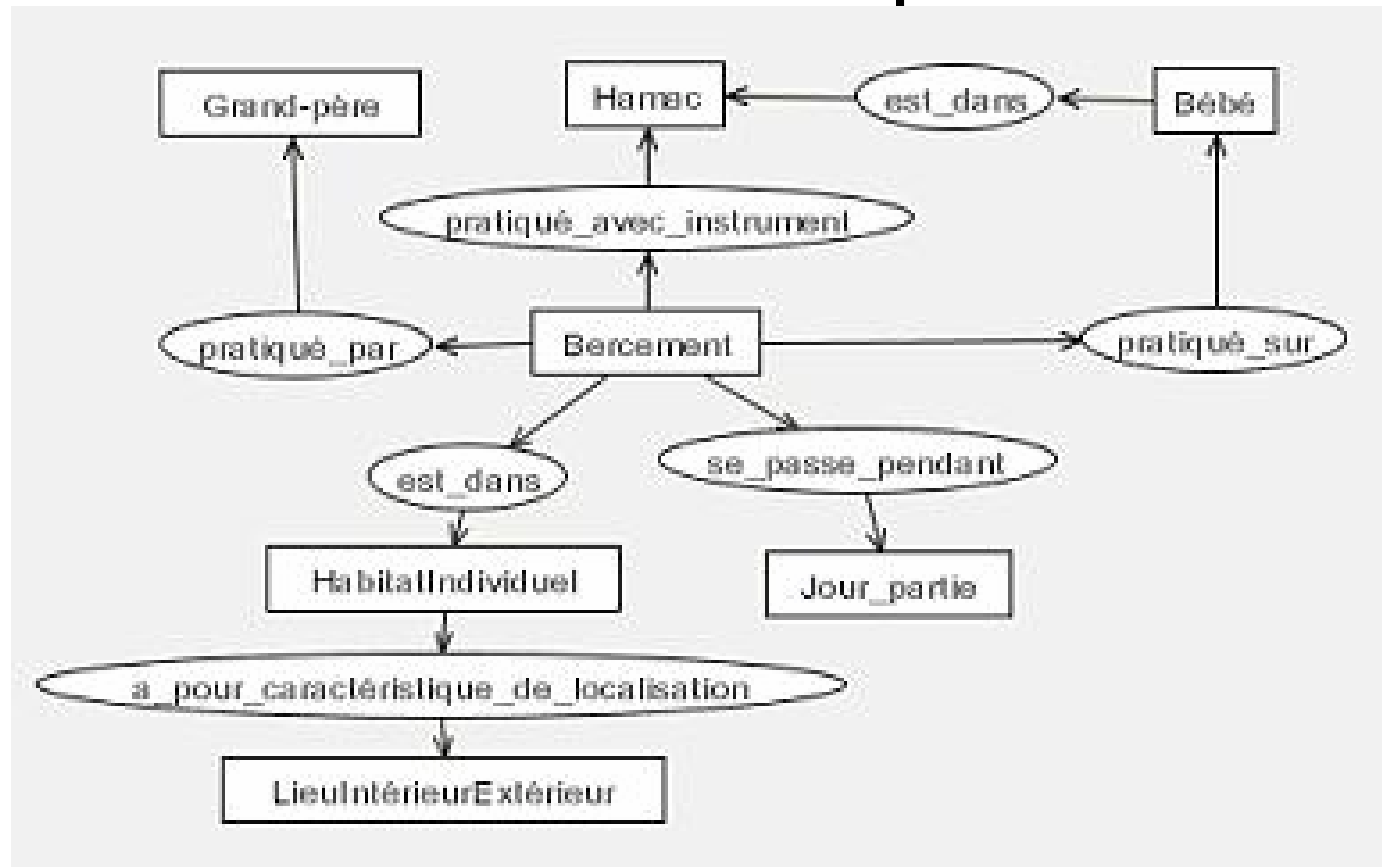 Grand-père
Hamac
est_dans
Bébé
pratiqué_avec_instrument
pratiqué_par
Bercement
pratiqué_sur
est_dans
se_passe_pendant
HabitatIndividuel
Jour_partie
a_pour_caractéristique_de_localisation
LieuIntérieurExtérieur